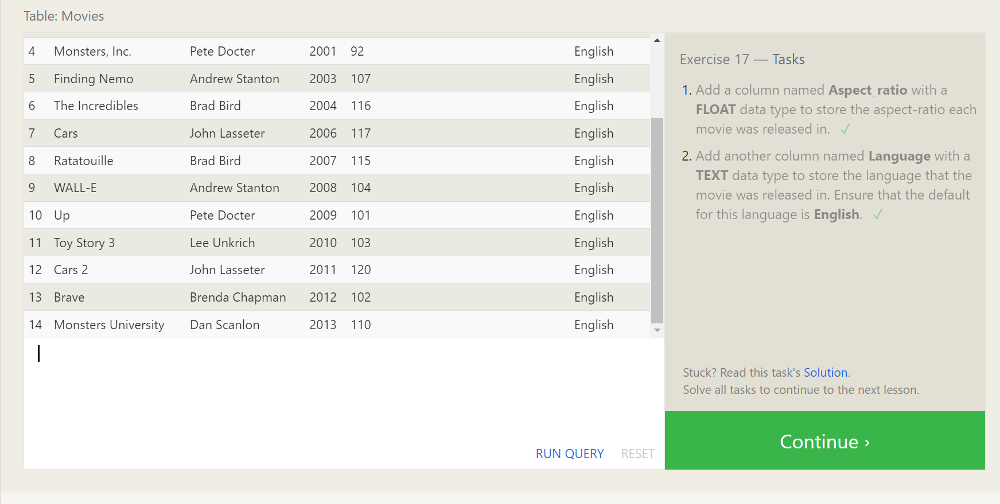 Table: Movies
4 Monsters, Inc. Pete Docter 2001 92 English
5 Finding Nemo Andrew Stanton 2003 107 English
6 The Incredibles Brad Bird 2004 116 English
7 Cars John Lasseter 2006 117 English
8 Ratatouille Brad Bird 2007 115 English
9 WALL-E Andrew Stanton 2008 104 English
10 Up Pete Docter 2009 101 English
11 Toy Story 3 Lee Unkrich 2010 103 English
12 Cars 2 John Lasseter 2011 120 English
13 Brave Brenda Chapman 2012 102 English
14 Monsters University Dan Scanlon 2013 110 English
RUN QUERY RESET
Exercise 17 — Tasks
1. Add a column named Aspect_ratio with a
FLOAT data type to store the aspect-ratio each
movie was released in. ✓
2. Add another column named Language with a
TEXT data type to store the language that the
movie was released in. Ensure that the default
for this language is English. ✓
Stuck? Read this task's Solution.
Solve all tasks to continue to the next lesson.
Continue ›